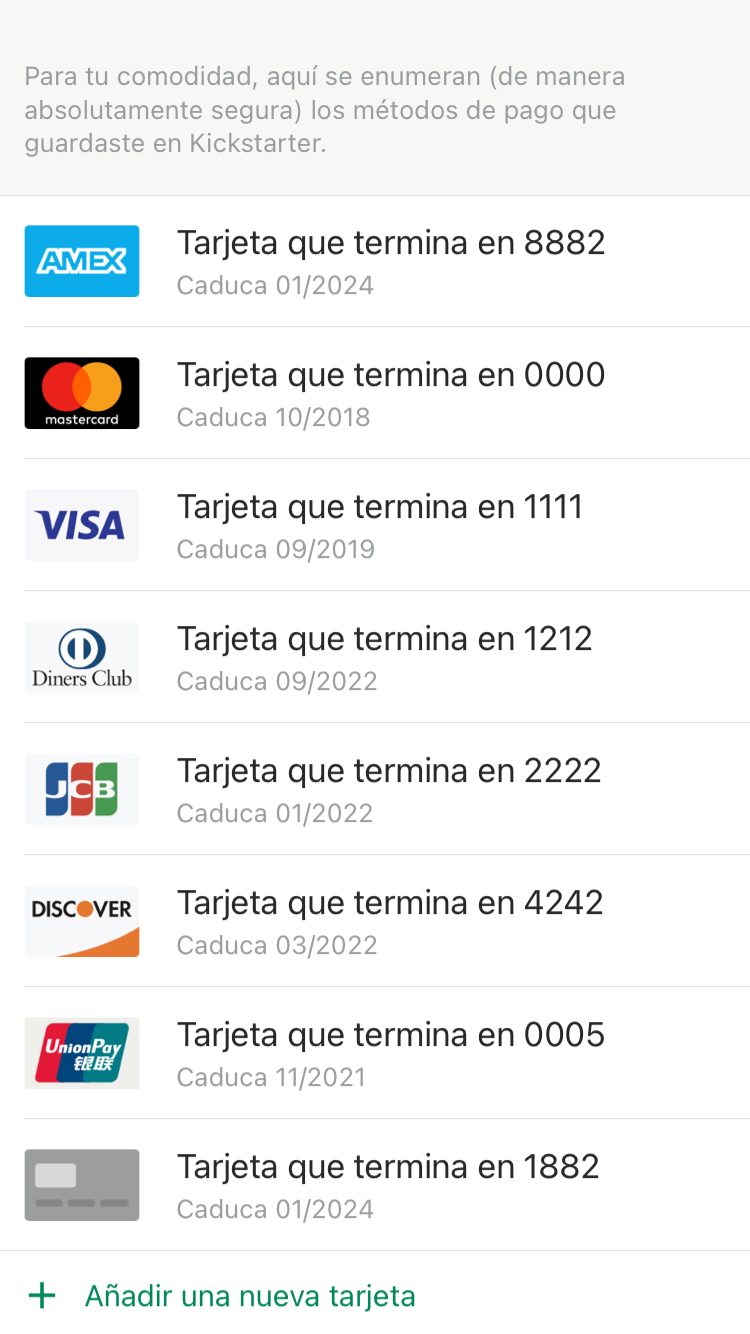 Para tu comodidad, aquí se enumeran (de manera
absolutamente segura) los métodos de pago que
guardaste en Kickstarter.
AMEX
Tarjeta que termina en 8882
Caduca 01/2024
mastercard
Tarjeta que termina en 0000
Caduca 10/2018
VISA
Tarjeta que termina en 1111
Caduca 09/2019
Diners Club
Tarjeta que termina en 1212
Caduca 09/2022
JCB
Tarjeta que termina en 2222
Caduca 01/2022
DISCOVER
Tarjeta que termina en 4242
Caduca 03/2022
UnionPay
银联
Tarjeta que termina en 0005
Caduca 11/2021
Tarjeta que termina en 1882
Caduca 01/2024
+ Añadir una nueva tarjeta